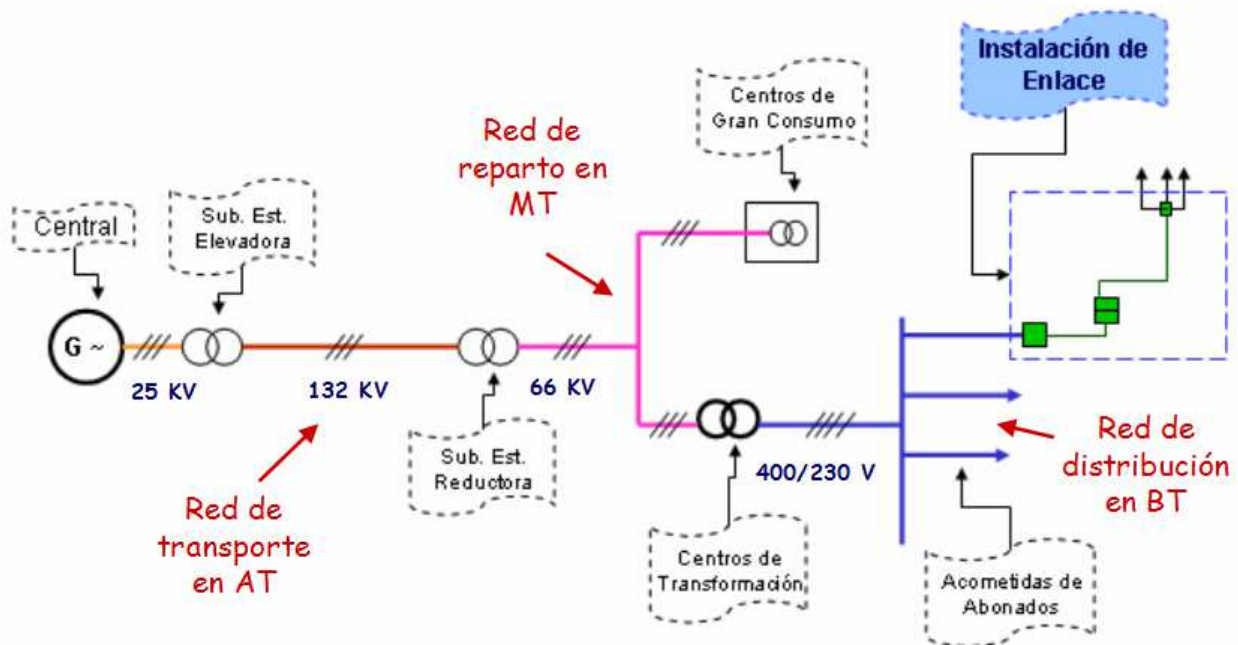 Instalación de
Enlace
Centros de
Gran Consumo
Red de
reparto en
MT
Sub. Est.
Elevadora
Central
G ~
25 KV
132 KV
66 KV
Sub. Est.
Reductora
400/230 V
Red de
distribución
en BT
Red de
transporte
en AT
Centros de
Transformación
Acometidas de
Abonados